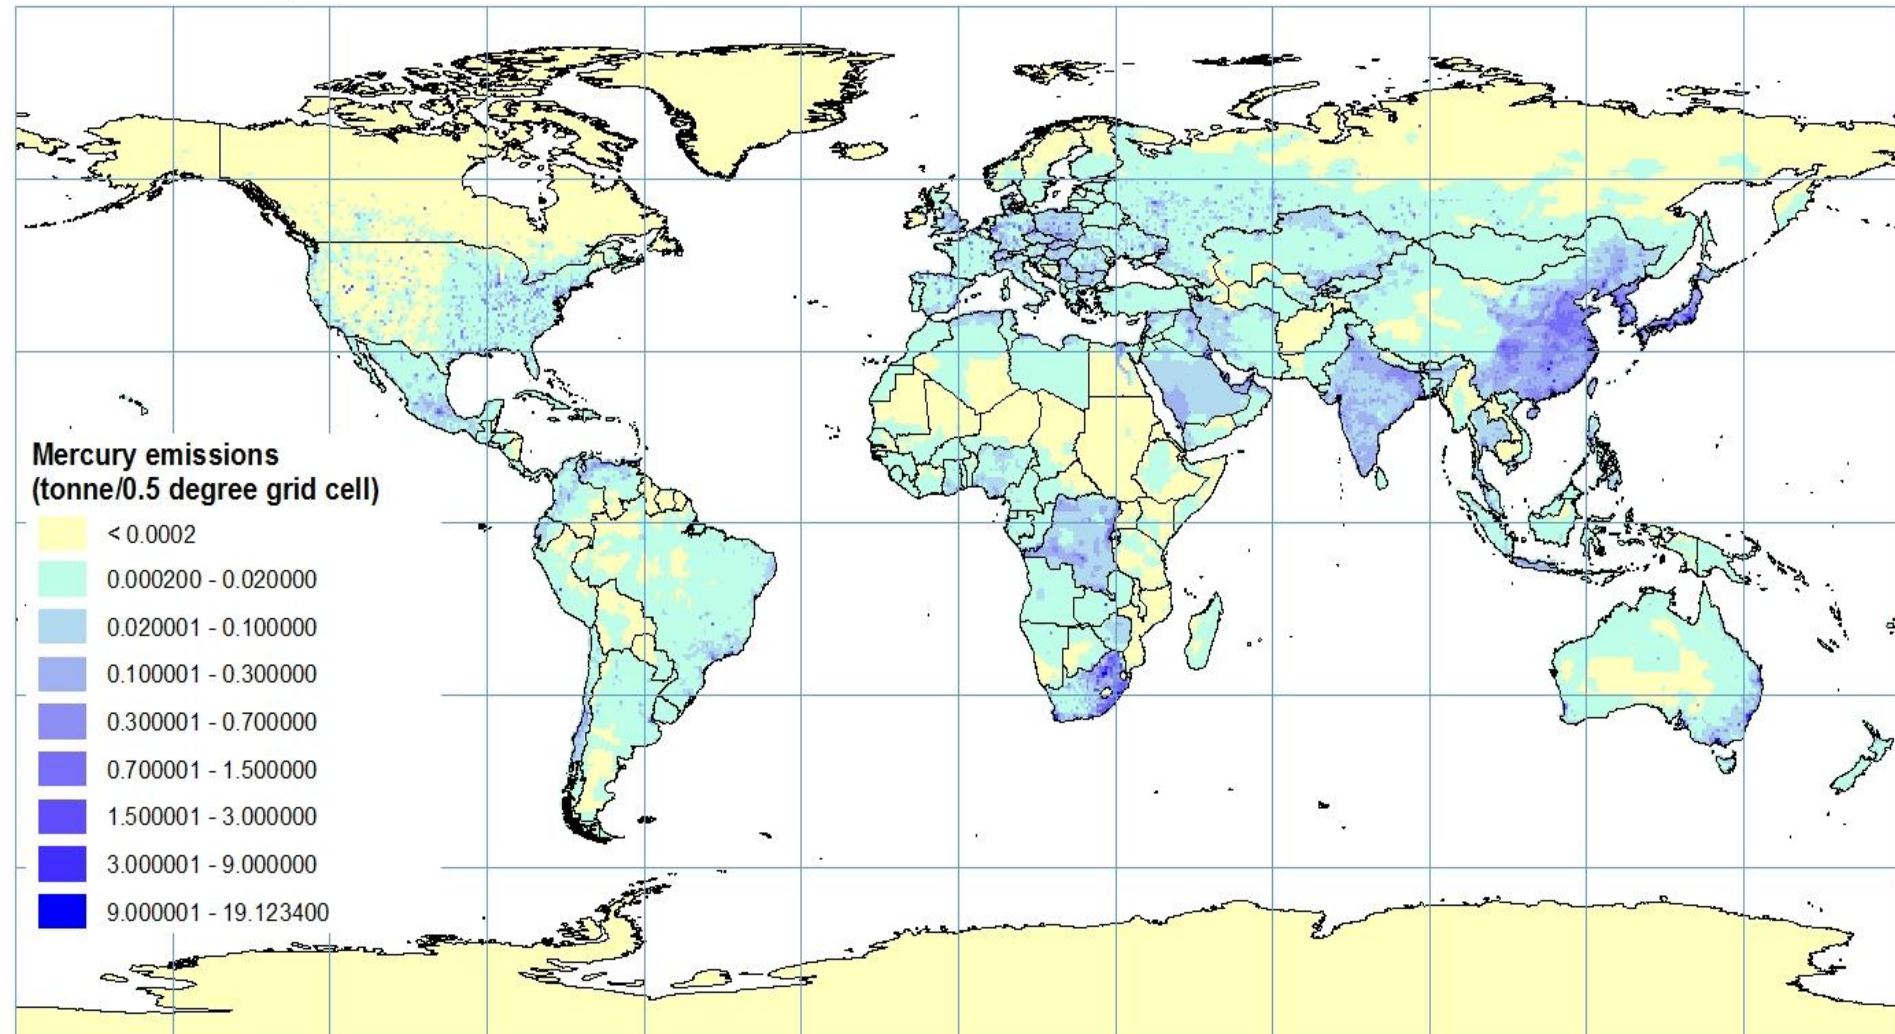 Mercury emissions
(tonne/0.5 degree grid cell)
< 0.0002
0.000200 - 0.020000
0.020001 - 0.100000
0.100001 - 0.300000
0.300001 - 0.700000
0.700001 - 1.500000
1.500001 - 3.000000
3.000001 - 9.000000
9.000001 - 19.123400